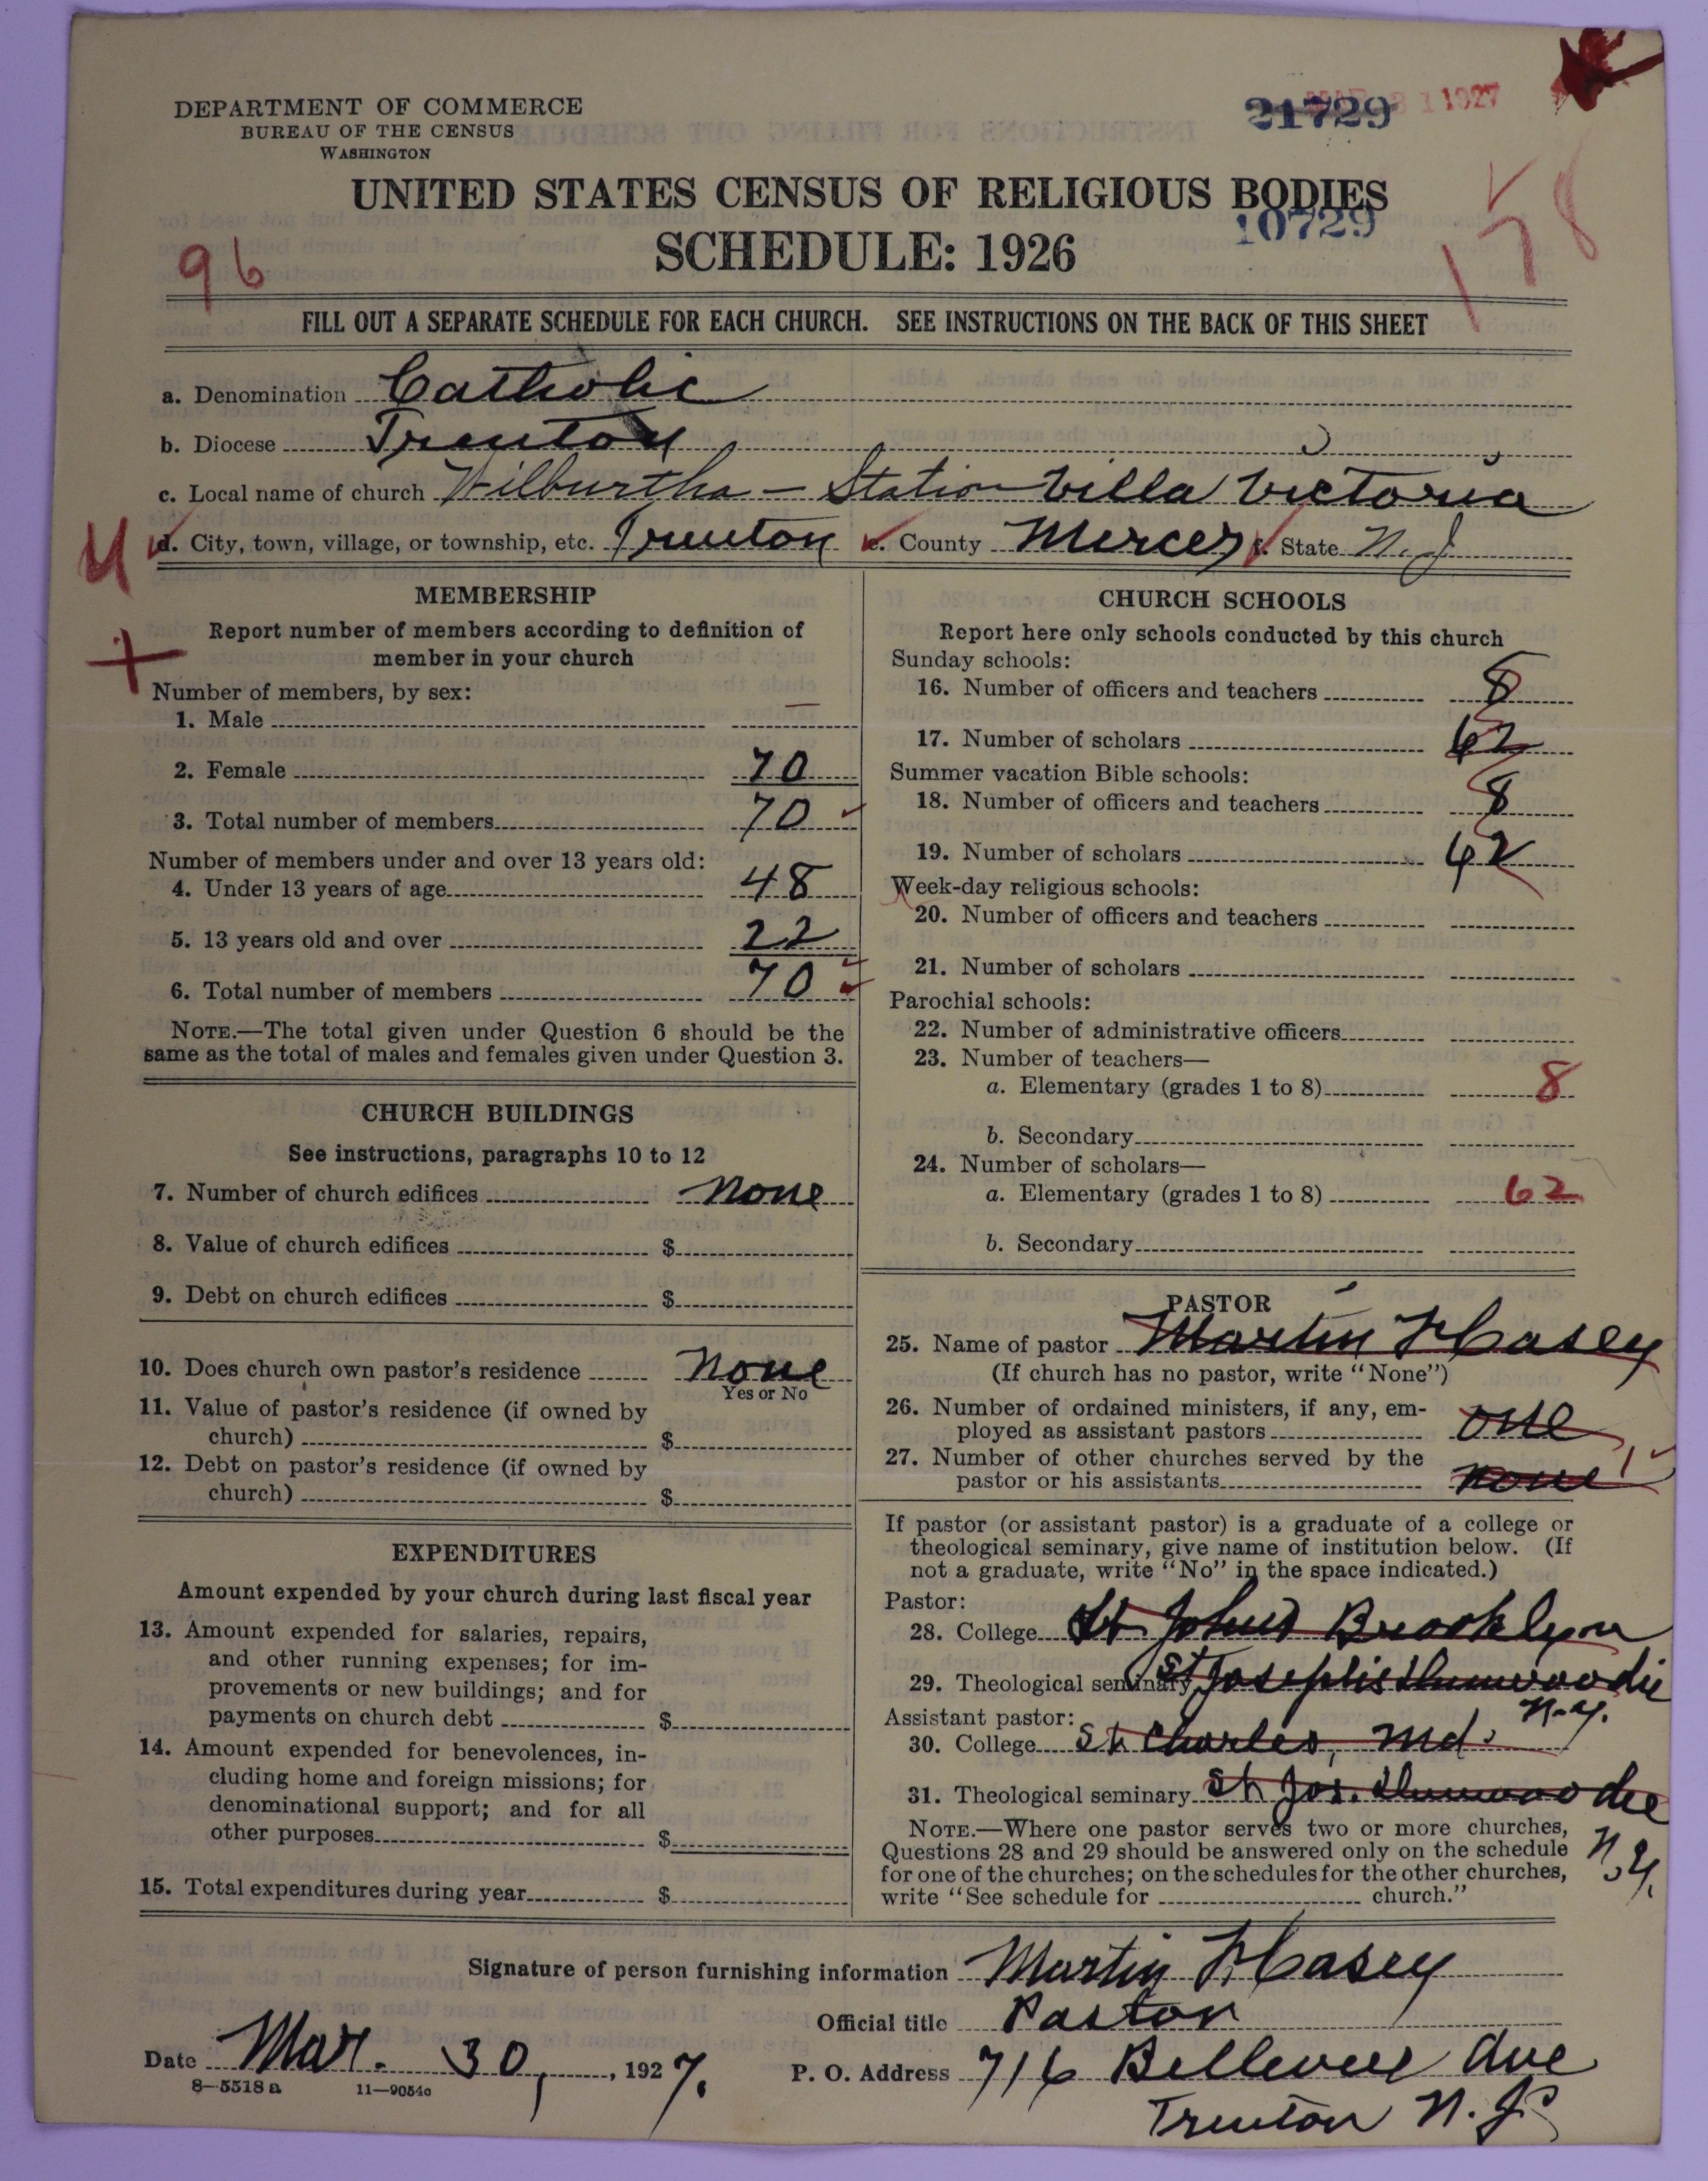 DEPARTMENT OF COMMERCE
BUREAU OF THE CENSUS
WASHINGTON
21729
31 1927
UNITED STATES CENSUS OF RELIGIOUS BODIES
10729
SCHEDULE: 1926
96
158
FILL OUT A SEPARATE SCHEDULE FOR EACH CHURCH. SEE INSTRUCTIONS ON THE BACK OF THIS SHEET
a. Denomination Catholic
b. Diocese Trenton
c. Local name of church Wilburtha – Station Villa Victoria
d. City, town, village, or township, etc. Trenton e. County Mercer f. State N. J
MEMBERSHIP
Report number of members according to definition of
member in your church
Number of members, by sex:
1. Male —
2. Female 70
3. Total number of members 70
Number of members under and over 13 years old:
4. Under 13 years of age 48
5. 13 years old and over 22
6. Total number of members 70
NOTE.—The total given under Question 6 should be the
same as the total of males and females given under Question 3.
CHURCH BUILDINGS
See instructions, paragraphs 10 to 12
7. Number of church edifices none
8. Value of church edifices $
9. Debt on church edifices $
10. Does church own pastor's residence none
Yes or No
11. Value of pastor's residence (if owned by
church) $
12. Debt on pastor's residence (if owned by
church) $
EXPENDITURES
Amount expended by your church during last fiscal year
13. Amount expended for salaries, repairs,
and other running expenses; for im-
provements or new buildings; and for
payments on church debt $
14. Amount expended for benevolences, in-
cluding home and foreign missions; for
denominational support; and for all
other purposes $
15. Total expenditures during year $
CHURCH SCHOOLS
Report here only schools conducted by this church
Sunday schools:
16. Number of officers and teachers 8
17. Number of scholars 62
Summer vacation Bible schools:
18. Number of officers and teachers 8
19. Number of scholars 62
Week-day religious schools:
20. Number of officers and teachers
21. Number of scholars
Parochial schools:
22. Number of administrative officers
23. Number of teachers—
a. Elementary (grades 1 to 8) 8
b. Secondary
24. Number of scholars—
a. Elementary (grades 1 to 8) 62
b. Secondary
PASTOR
25. Name of pastor Martin F Casey
(If church has no pastor, write "None")
26. Number of ordained ministers, if any, em-
ployed as assistant pastors one
27. Number of other churches served by the
pastor or his assistants none 1
If pastor (or assistant pastor) is a graduate of a college or
theological seminary, give name of institution below. (If
not a graduate, write "No" in the space indicated.)
Pastor:
28. College St Johns Brooklyn
29. Theological seminary St Josephs Dunwoodie
N.Y.
Assistant pastor:
30. College St Charles, Md.
31. Theological seminary St Jos. Dunwoodie
N.Y.
NOTE.—Where one pastor serves two or more churches,
Questions 28 and 29 should be answered only on the schedule
for one of the churches; on the schedules for the other churches,
write "See schedule for church."
Signature of person furnishing information Martin F Casey
Official title Pastor
Date Mar. 30, 1927.
P. O. Address 716 Bellevue Ave
Trenton N. J.
8—5518 a 11—9054c